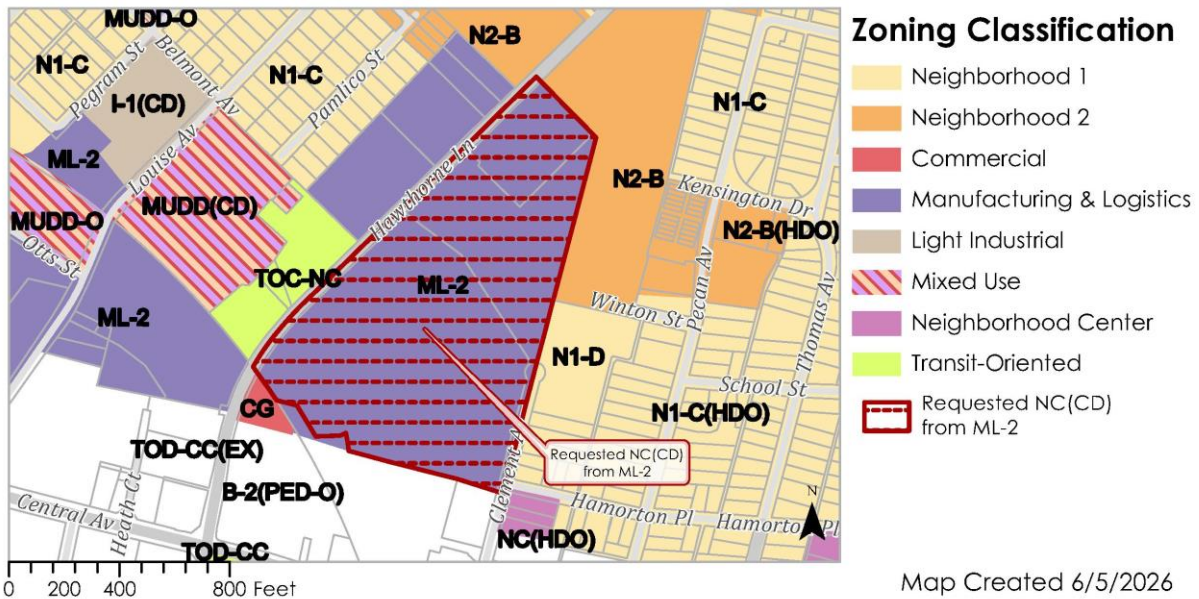 MUDD-O
N2-B
N1-C
Pegram St
Belmont Av
N1-C
Pamlico St
I-1(CD)
N1-C
ML-2
Louise Av
Hawthorne Ln
N2-B
Kensington Dr
MUDD-O
MUDD(CD)
N2-B(HDO)
Otts St
TOC-NC
ML-2
Pecan Av
Thomas Av
ML-2
Winton St
N1-D
School St
CG
N1-C(HDO)
TOD-CC(EX)
Requested NC(CD)
from ML-2
B-2(PED-O)
Clement A
Central Av
Heath Ct
Hamorton Pl
Hamorton Pl
NC(HDO)
TOD-CC
N
0 200 400 800 Feet
Zoning Classification
Neighborhood 1
Neighborhood 2
Commercial
Manufacturing & Logistics
Light Industrial
Mixed Use
Neighborhood Center
Transit-Oriented
Requested NC(CD)
from ML-2
Map Created 6/5/2026